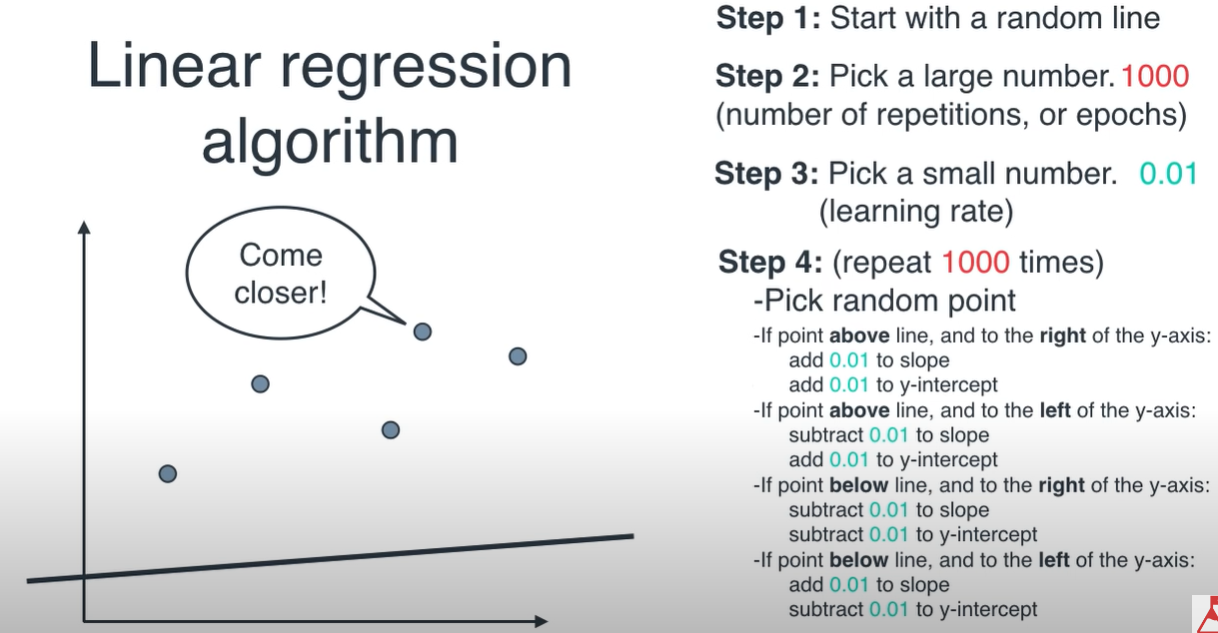 Linear regression
algorithm
Come
closer!
Step 1: Start with a random line
Step 2: Pick a large number. 1000
(number of repetitions, or epochs)
Step 3: Pick a small number. 0.01
(learning rate)
Step 4: (repeat 1000 times)
-Pick random point
-If point above line, and to the right of the y-axis:
add 0.01 to slope
add 0.01 to y-intercept
-If point above line, and to the left of the y-axis:
subtract 0.01 to slope
add 0.01 to y-intercept
-If point below line, and to the right of the y-axis:
subtract 0.01 to slope
subtract 0.01 to y-intercept
-If point below line, and to the left of the y-axis:
add 0.01 to slope
subtract 0.01 to y-intercept